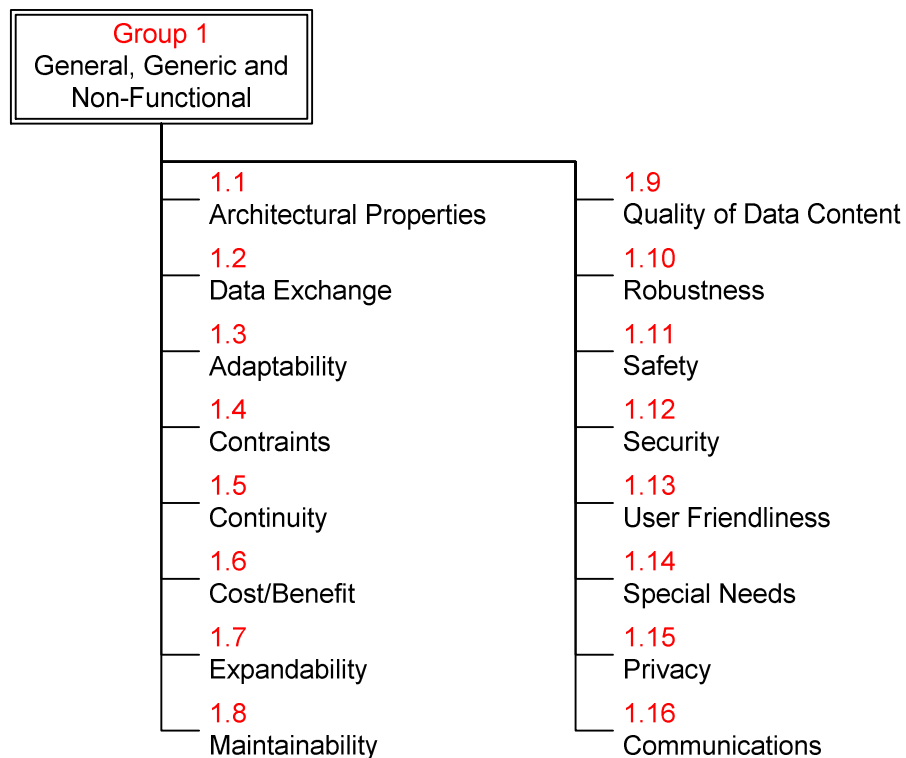 Group 1
General, Generic and
Non-Functional
1.1
Architectural Properties
1.2
Data Exchange
1.3
Adaptability
1.4
Contraints
1.5
Continuity
1.6
Cost/Benefit
1.7
Expandability
1.8
Maintainability
1.9
Quality of Data Content
1.10
Robustness
1.11
Safety
1.12
Security
1.13
User Friendliness
1.14
Special Needs
1.15
Privacy
1.16
Communications